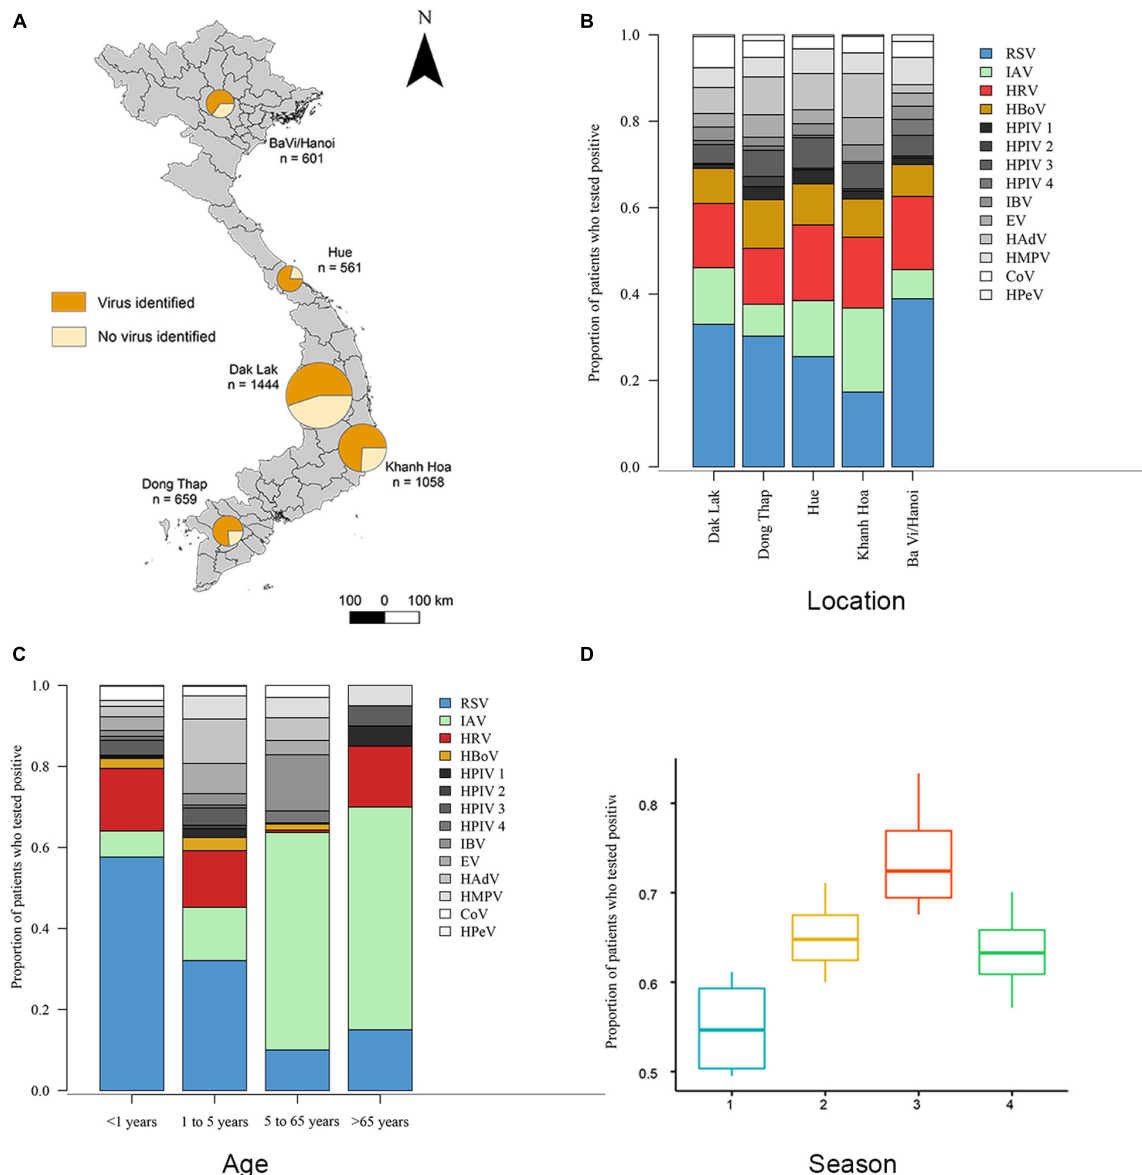 A
N
BaVi/Hanoi
n = 601
Hue
n = 561
Virus identified
No virus identified
Dak Lak
n = 1444
Khanh Hoa
n = 1058
Dong Thap
n = 659
100 0 100 km
B
Proportion of patients who tested positive
1.0
0.8
0.6
0.4
0.2
0.0
Dak Lak
Dong Thap
Hue
Khanh Hoa
Ba Vi/Hanoi
Location
RSV
IAV
HRV
HBoV
HPIV 1
HPIV 2
HPIV 3
HPIV 4
IBV
EV
HAdV
HMPV
CoV
HPeV
C
Proportion of patients who tested positive
1.0
0.8
0.6
0.4
0.2
0.0
<1 years
1 to 5 years
5 to 65 years
>65 years
Age
RSV
IAV
HRV
HBoV
HPIV 1
HPIV 2
HPIV 3
HPIV 4
IBV
EV
HAdV
HMPV
CoV
HPeV
D
Proportion of patients who tested positive
0.8
0.7
0.6
0.5
1
2
3
4
Season